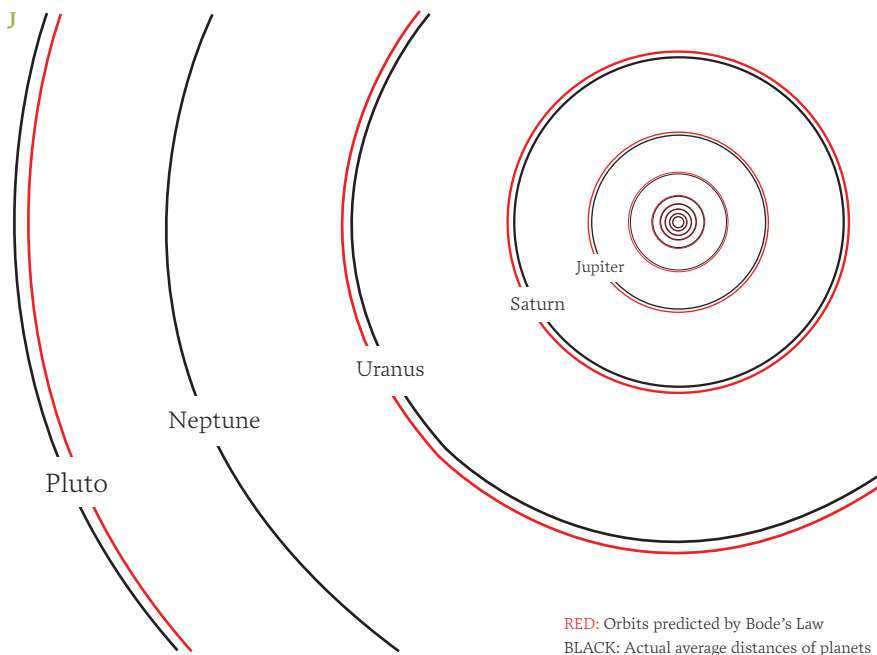 J
Jupiter
Saturn
Uranus
Neptune
Pluto
RED: Orbits predicted by Bode's Law
BLACK: Actual average distances of planets